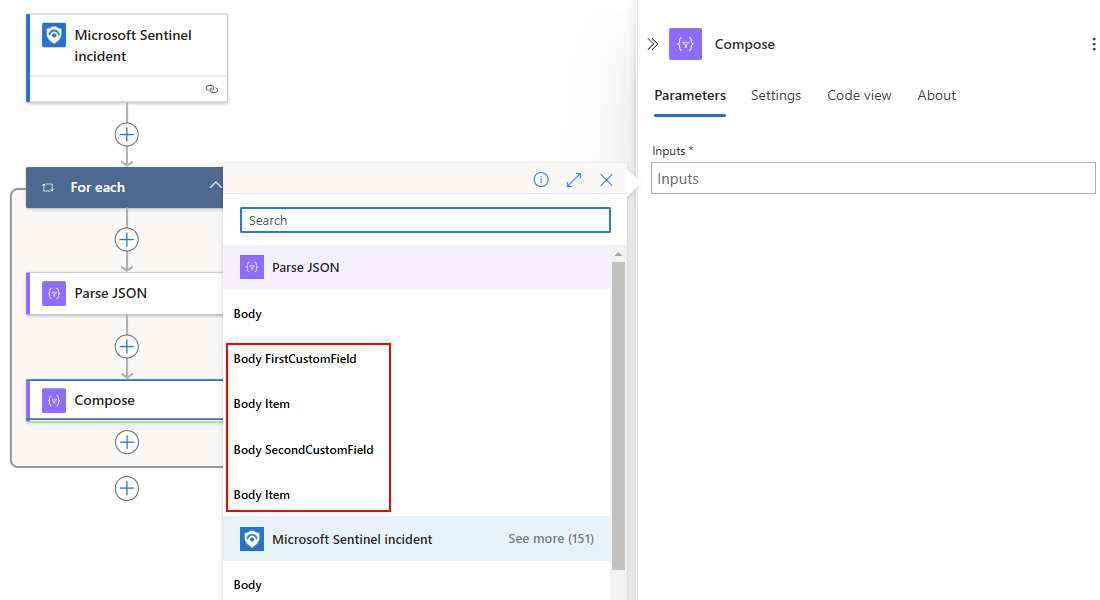 Microsoft Sentinel
incident
For each
Parse JSON
Compose
Search
Parse JSON
Body
Body FirstCustomField
Body Item
Body SecondCustomField
Body Item
Microsoft Sentinel incident See more (151)
Body
Compose
Parameters Settings Code view About
Inputs *
Inputs